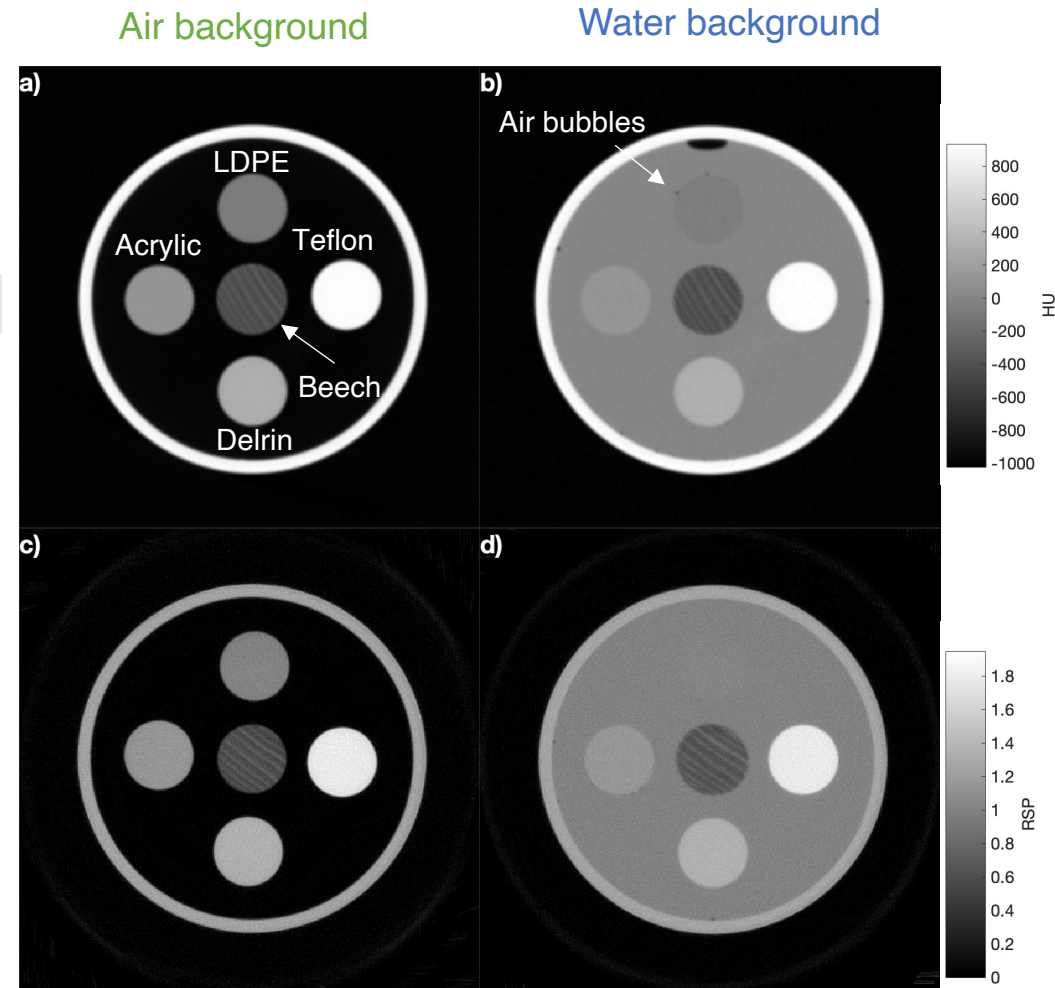 Air background
Water background
a)
b)
Air bubbles
LDPE
Acrylic
Teflon
Beech
Delrin
800
600
400
200
0
-200
-400
-600
-800
-1000
HU
c)
d)
1.8
1.6
1.4
1.2
1
0.8
0.6
0.4
0.2
0
RSP